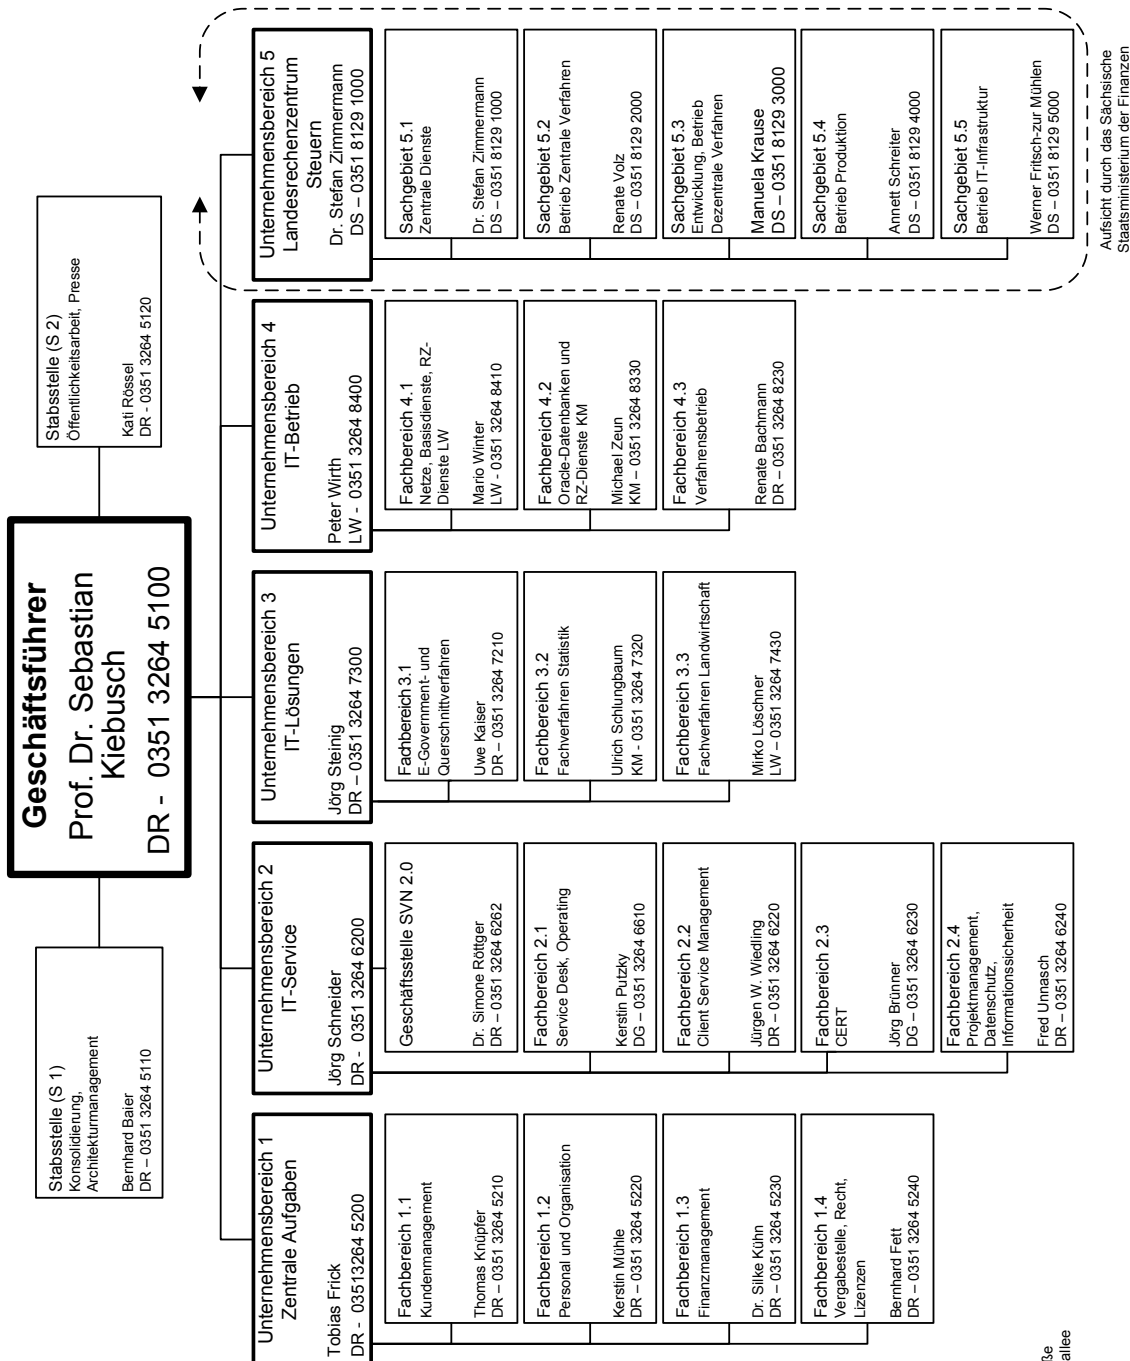 Geschäftsführer
Prof. Dr. Sebastian
Kiebusch
DR - 0351 3264 5100
Stabsstelle (S 1)
Konsolidierung,
Architekturmanagement
Bernhard Baier
DR – 0351 3264 5110
Stabsstelle (S 2)
Öffentlichkeitsarbeit, Presse
Kati Rössel
DR - 0351 3264 5120
Unternehmensbereich 1
Zentrale Aufgaben
Tobias Frick
DR - 03513264 5200
Fachbereich 1.1
Kundenmanagement
Thomas Knüpfer
DR – 0351 3264 5210
Fachbereich 1.2
Personal und Organisation
Kerstin Mühle
DR – 0351 3264 5220
Fachbereich 1.3
Finanzmanagement
Dr. Silke Kühn
DR – 0351 3264 5230
Fachbereich 1.4
Vergabestelle, Recht,
Lizenzen
Bernhard Fett
DR – 0351 3264 5240
Unternehmensbereich 2
IT-Service
Jörg Schneider
DR - 0351 3264 6200
Geschäftsstelle SVN 2.0
Dr. Simone Röttger
DR – 0351 3264 6262
Fachbereich 2.1
Service Desk, Operating
Kerstin Putzky
DG – 0351 3264 6610
Fachbereich 2.2
Client Service Management
Jürgen W. Wiedling
DR – 0351 3264 6220
Fachbereich 2.3
CERT
Jörg Brünner
DG – 0351 3264 6230
Fachbereich 2.4
Projektmanagement,
Datenschutz,
Informationssicherheit
Fred Unnasch
DR – 0351 3264 6240
Unternehmensbereich 3
IT-Lösungen
Jörg Steinig
DR – 0351 3264 7300
Fachbereich 3.1
E-Government- und
Querschnittverfahren
Uwe Kaiser
DR – 0351 3264 7210
Fachbereich 3.2
Fachverfahren Statistik
Ulrich Schlungbaum
KM - 0351 3264 7320
Fachbereich 3.3
Fachverfahren Landwirtschaft
Mirko Löschner
LW – 0351 3264 7430
Unternehmensbereich 4
IT-Betrieb
Peter Wirth
LW - 0351 3264 8400
Fachbereich 4.1
Netze, Basisdienste, RZ-
Dienste LW
Mario Winter
LW - 0351 3264 8410
Fachbereich 4.2
Oracle-Datenbanken und
RZ-Dienste KM
Michael Zeun
KM – 0351 3264 8330
Fachbereich 4.3
Verfahrensbetrieb
Renate Bachmann
DR – 0351 3264 8230
Unternehmensbereich 5
Landesrechenzentrum
Steuern
Dr. Stefan Zimmermann
DS – 0351 8129 1000
Sachgebiet 5.1
Zentrale Dienste
Dr. Stefan Zimmermann
DS – 0351 8129 1000
Sachgebiet 5.2
Betrieb Zentrale Verfahren
Renate Volz
DS – 0351 8129 2000
Sachgebiet 5.3
Entwicklung, Betrieb
Dezentrale Verfahren
Manuela Krause
DS – 0351 8129 3000
Sachgebiet 5.4
Betrieb Produktion
Annett Schreiter
DS – 0351 8129 4000
Sachgebiet 5.5
Betrieb IT-Infrastruktur
Werner Fritsch-zur Mühlen
DS – 0351 8129 5000
Aufsicht durch das Sächsische
Staatsministerium der Finanzen
ße
allee